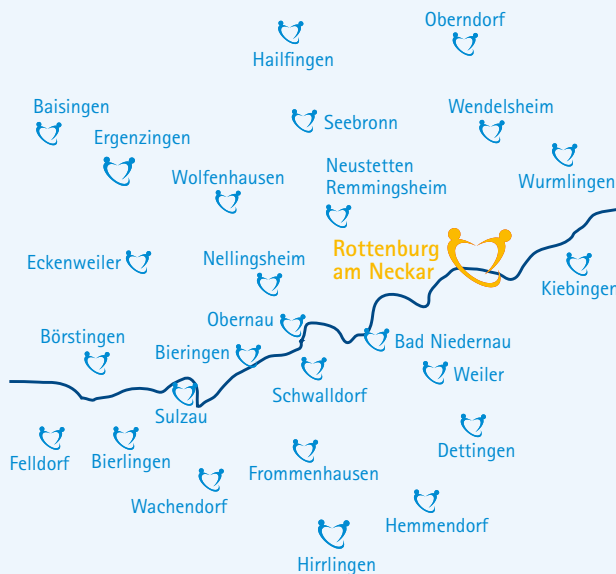 Oberndorf
Hailfingen
Baisingen
Wendelsheim
Seebronn
Ergenzingen
Neustetten
Remmingsheim
Wolfenhausen
Wurmlingen
Rottenburg
am Neckar
Eckenweiler
Nellingsheim
Kiebingen
Obernau
Börstingen
Bieringen
Bad Niedernau
Weiler
Schwalldorf
Sulzau
Dettingen
Felldorf
Bierlingen
Frommenhausen
Wachendorf
Hemmendorf
Hirrlingen